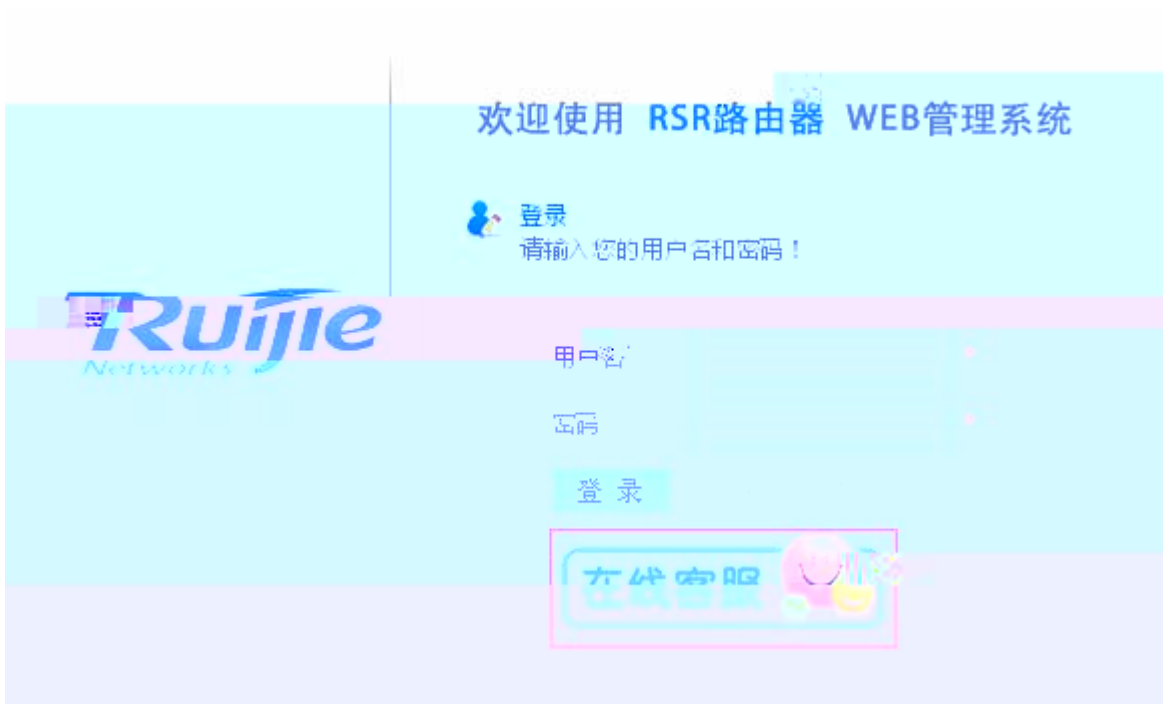 欢迎使用 RSR路由器 WEB管理系统
登录
请输入您的用户名和密码！
Ruijie
Networks
用户名
密码
登 录
在线客服